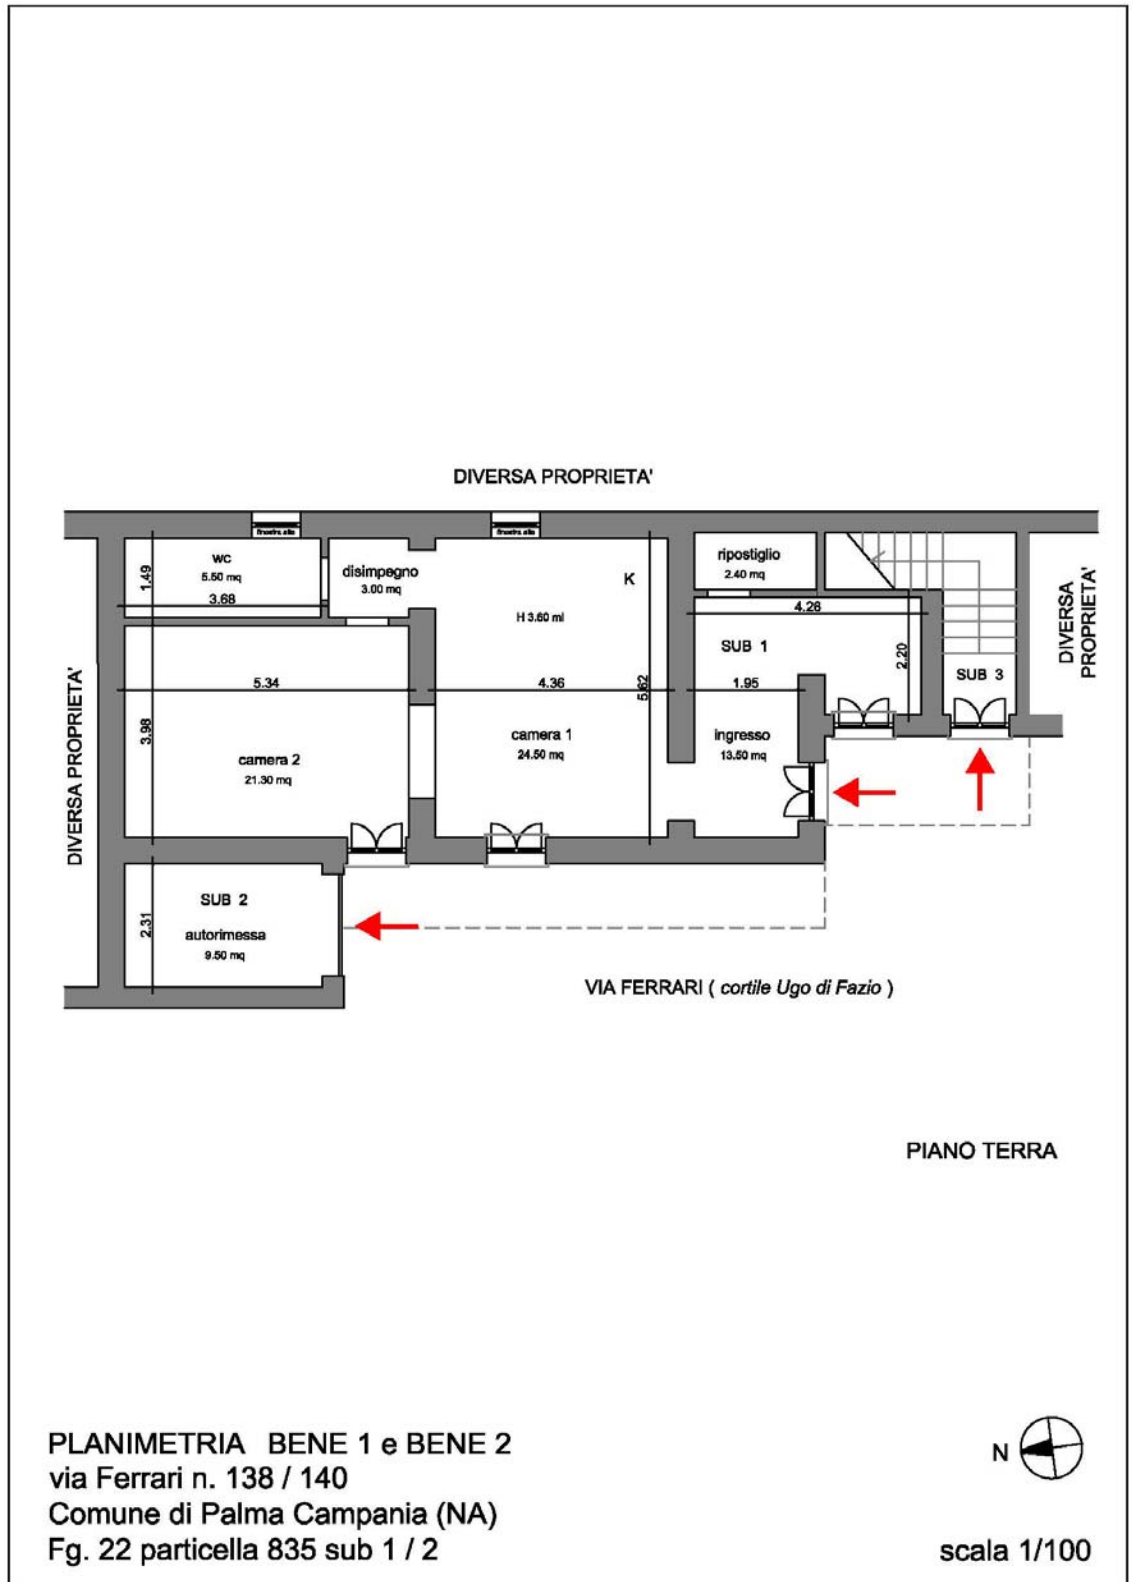 DIVERSA PROPRIETA'
finestra alta
finestra alta
wc
5.50 mq
1.49
3.68
disimpegno
3.00 mq
K
H 3.60 ml
ripostiglio
2.40 mq
4.26
SUB 1
2.20
SUB 3
DIVERSA
PROPRIETA'
DIVERSA PROPRIETA'
5.34
3.98
camera 2
21.30 mq
4.36
5.62
camera 1
24.50 mq
1.95
ingresso
13.50 mq
SUB 2
2.31
autorimessa
9.50 mq
VIA FERRARI ( cortile Ugo di Fazio )
PIANO TERRA
PLANIMETRIA BENE 1 e BENE 2
via Ferrari n. 138 / 140
Comune di Palma Campania (NA)
Fg. 22 particella 835 sub 1 / 2
N
scala 1/100